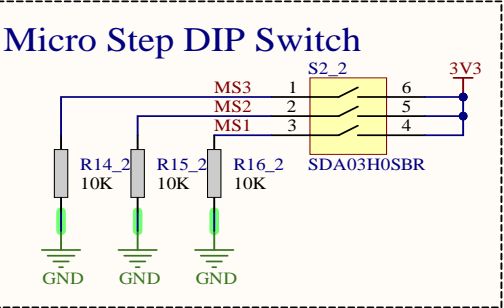 Micro Step DIP Switch
S2_2
3V3
MS3 1 6
MS2 2 5
MS1 3 4
R14_2 R15_2 R16_2 SDA03H0SBR
10K 10K 10K
GND GND GND